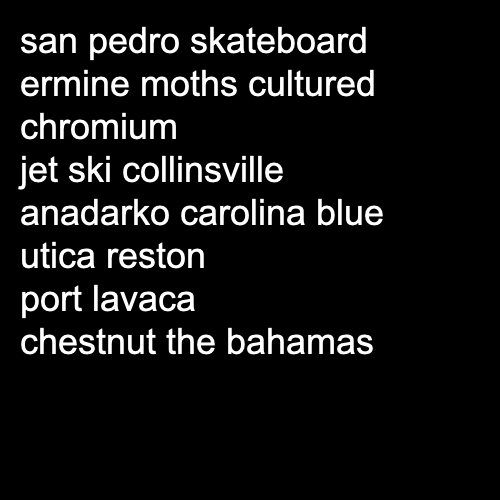 san pedro skateboard
ermine moths cultured
chromium
jet ski collinsville
anadarko carolina blue
utica reston
port lavaca
chestnut the bahamas